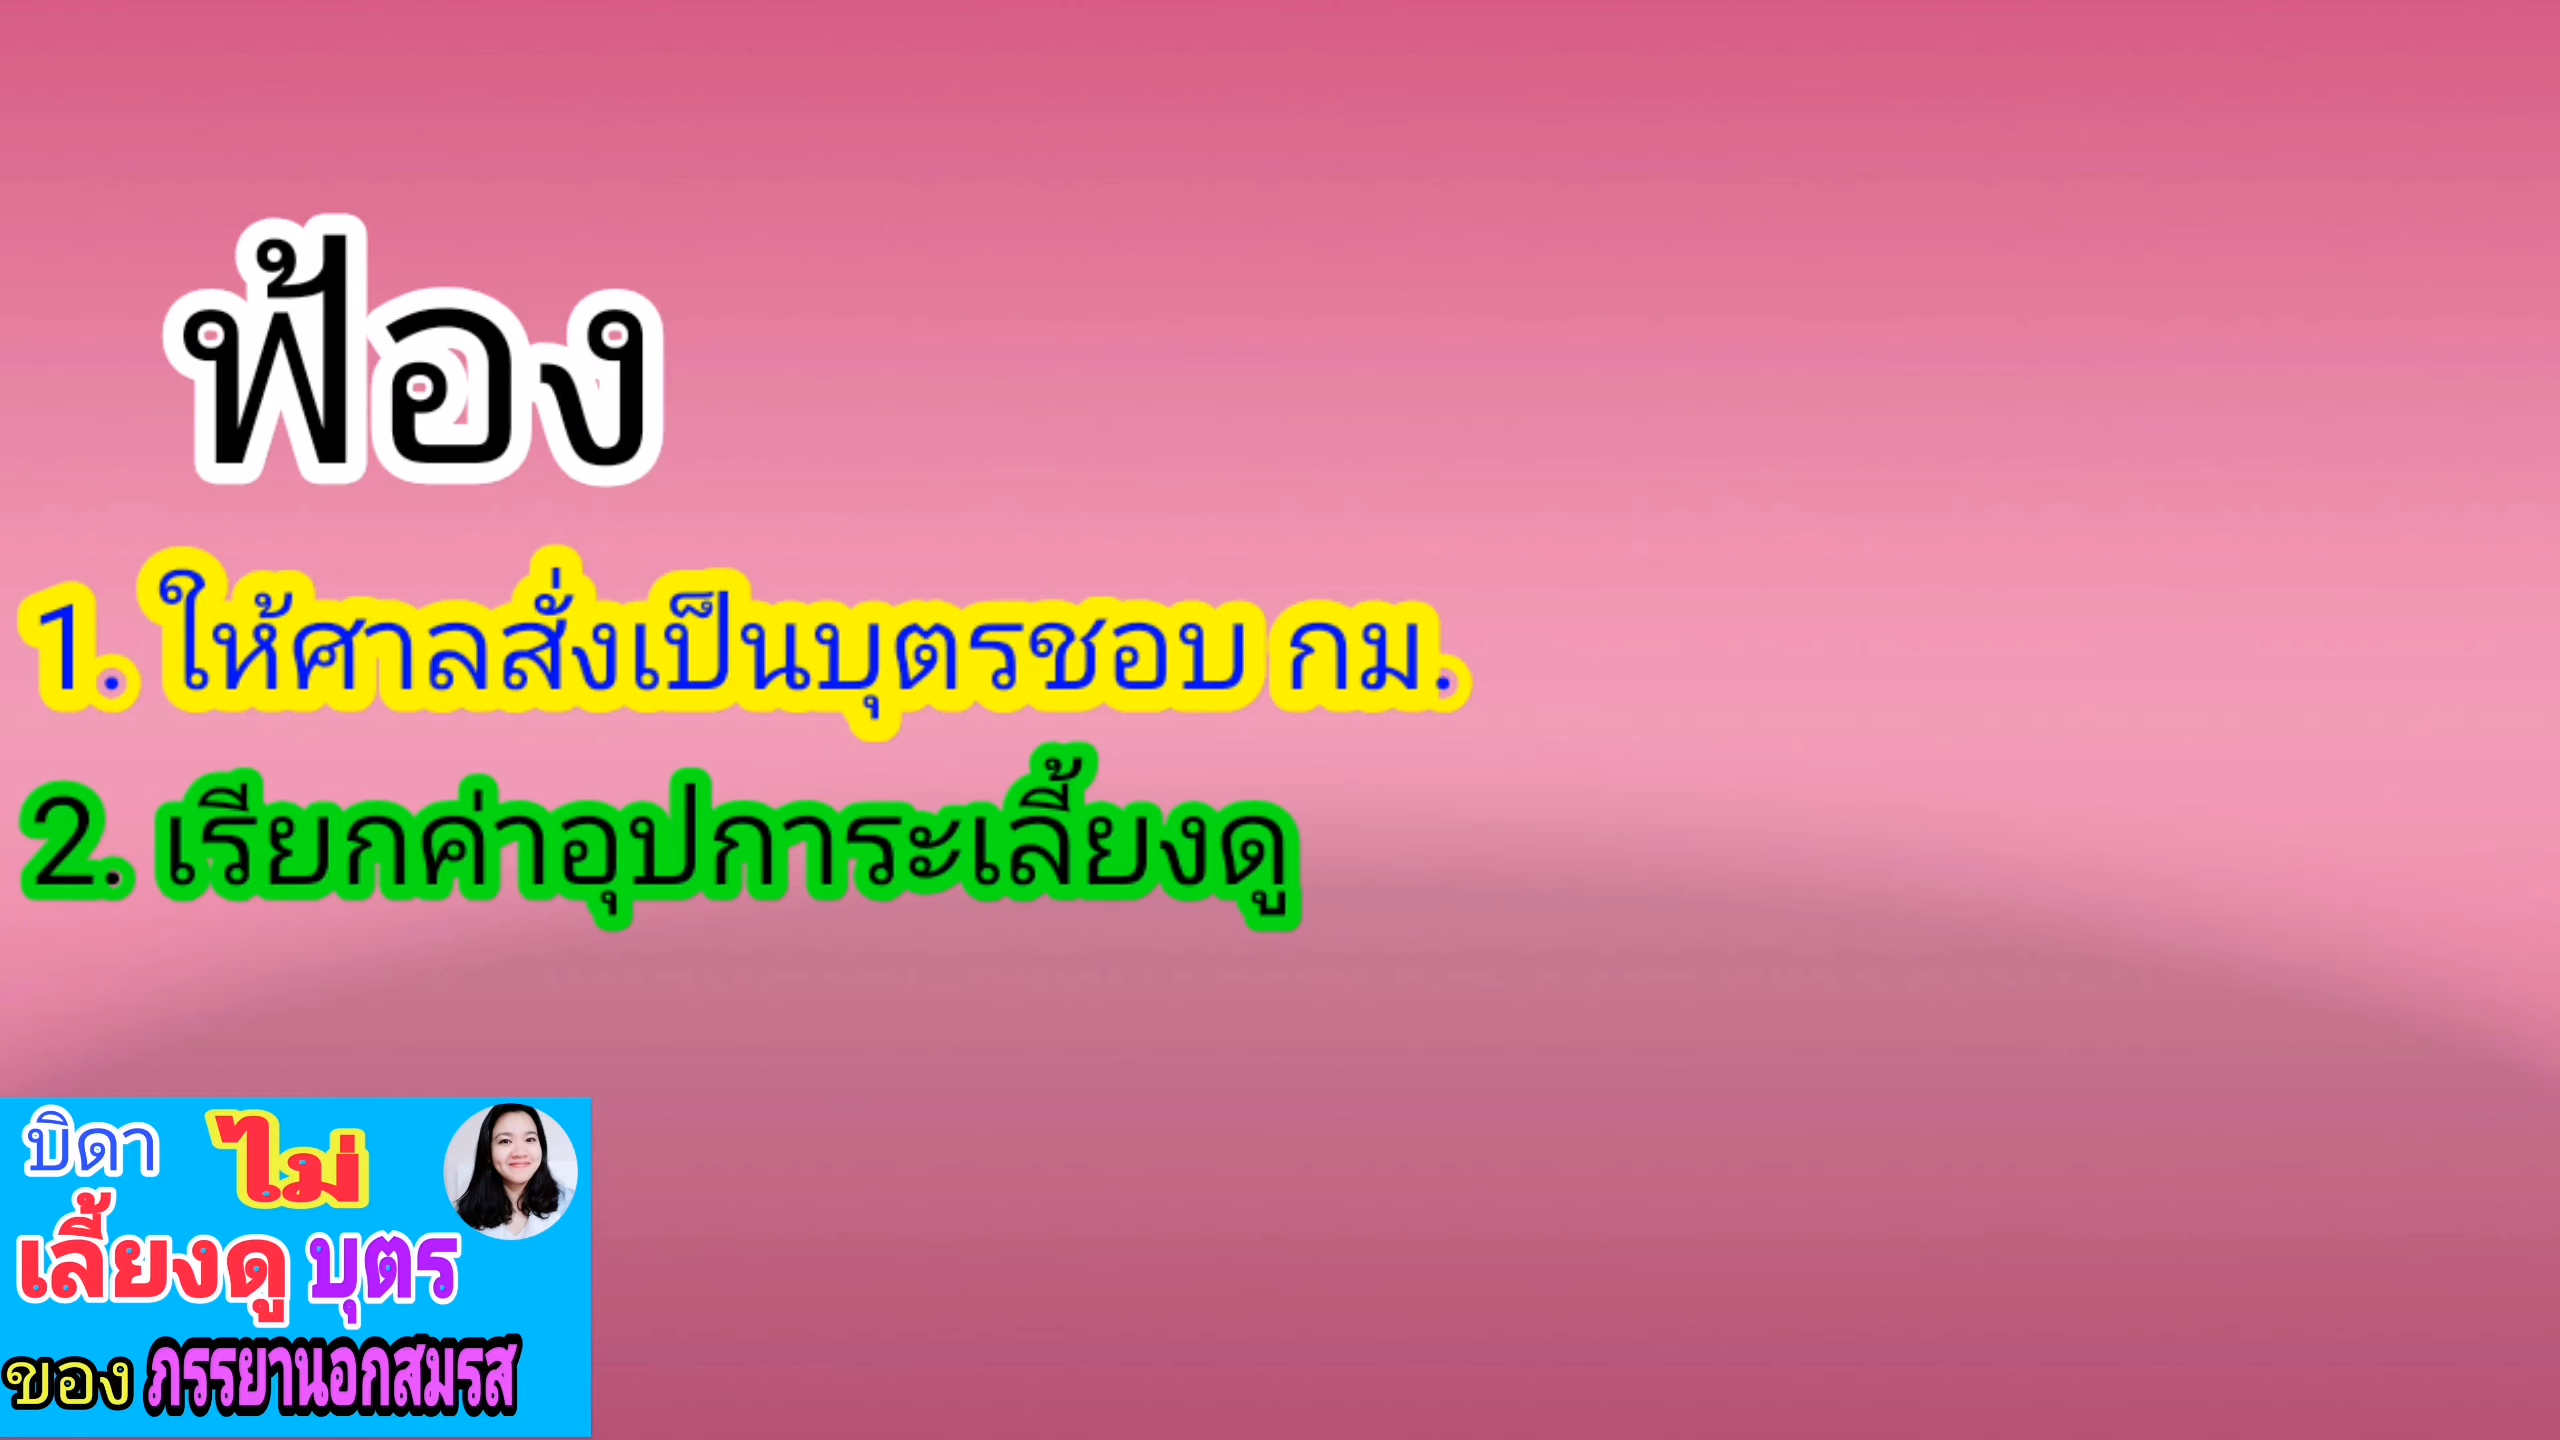 ฟ้อง
1. ให้ศาลสั่งเป็นบุตรชอบ กม.
2. เรียกค่าอุปการะเลี้ยงดู
บิดา ไม่
เลี้ยงดู บุตร
ของ ภรรยานอกสมรส